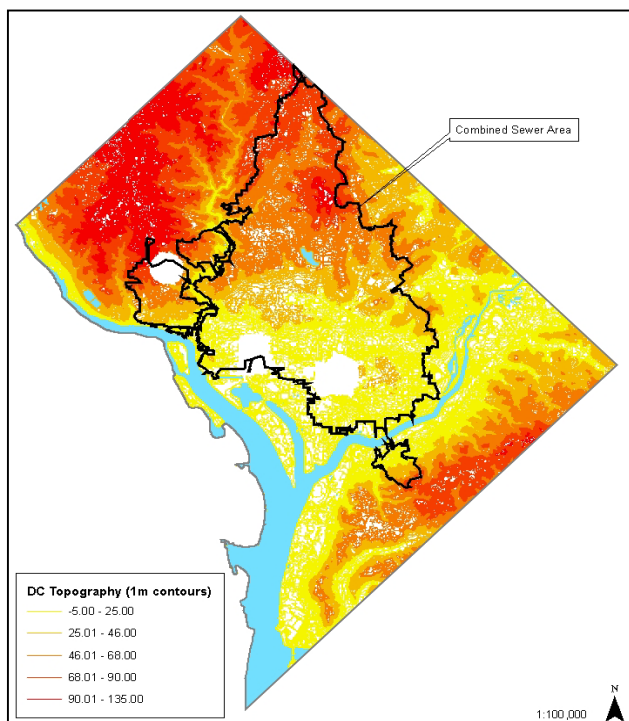 Combined Sewer Area
DC Topography (1m contours)
-5.00 - 25.00
25.01 - 46.00
46.01 - 68.00
68.01 - 90.00
90.01 - 135.00
N
1:100,000